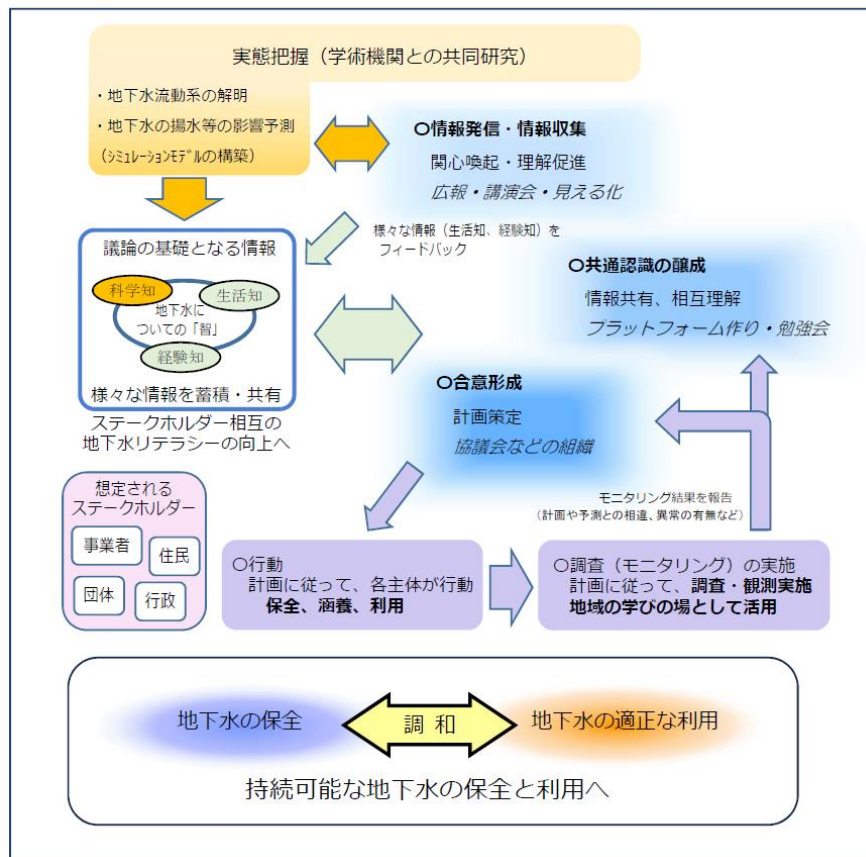 実態把握（学術機関との共同研究）
・地下水流動系の解明
・地下水の揚水等の影響予測
（ｼﾐｭﾚｰｼｮﾝﾓﾃﾞﾙの構築）
〇情報発信・情報収集
関心喚起・理解促進
広報・講演会・見える化
様々な情報（生活知、経験知）を
フィードバック
議論の基礎となる情報
科学知
生活知
地下水に
ついての「智」
経験知
様々な情報を蓄積・共有
ステークホルダー相互の
地下水リテラシーの向上へ
〇共通認識の醸成
情報共有、相互理解
プラットフォーム作り・勉強会
〇合意形成
計画策定
協議会などの組織
モニタリング結果を報告
（計画や予測との相違、異常の有無など）
想定される
ステークホルダー
事業者
住民
団体
行政
〇行動
計画に従って、各主体が行動
保全、涵養、利用
〇調査（モニタリング）の実施
計画に従って、調査・観測実施
地域の学びの場として活用
地下水の保全
調 和
地下水の適正な利用
持続可能な地下水の保全と利用へ